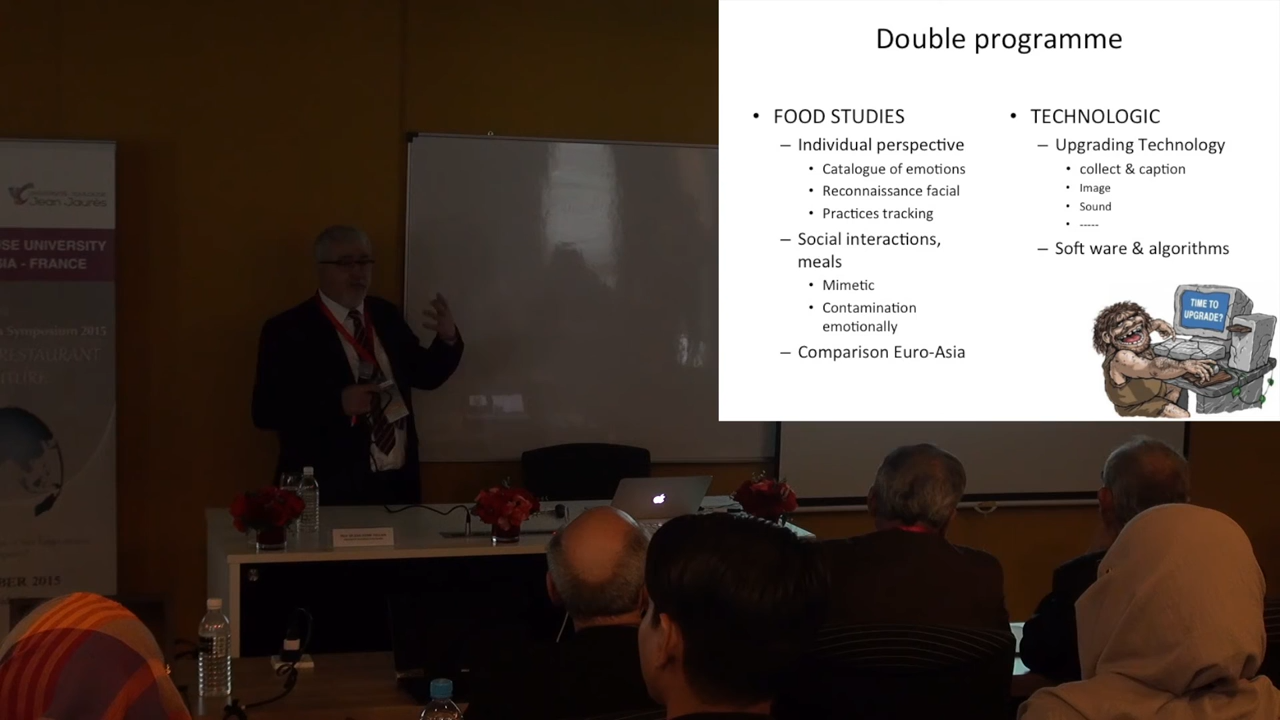 Double programme
• FOOD STUDIES
– Individual perspective
• Catalogue of emotions
• Reconnaissance facial
• Practices tracking
– Social interactions,
meals
• Mimetic
• Contamination
emotionally
– Comparison Euro-Asia
• TECHNOLOGIC
– Upgrading Technology
• collect & caption
• Image
• Sound
• -----
– Soft ware & algorithms
TIME TO
UPGRADE?
Jean Jaurès
SE UNIVERSITY
SIA - FRANCE
Symposium 2015
RESTAURANT
BER 2015